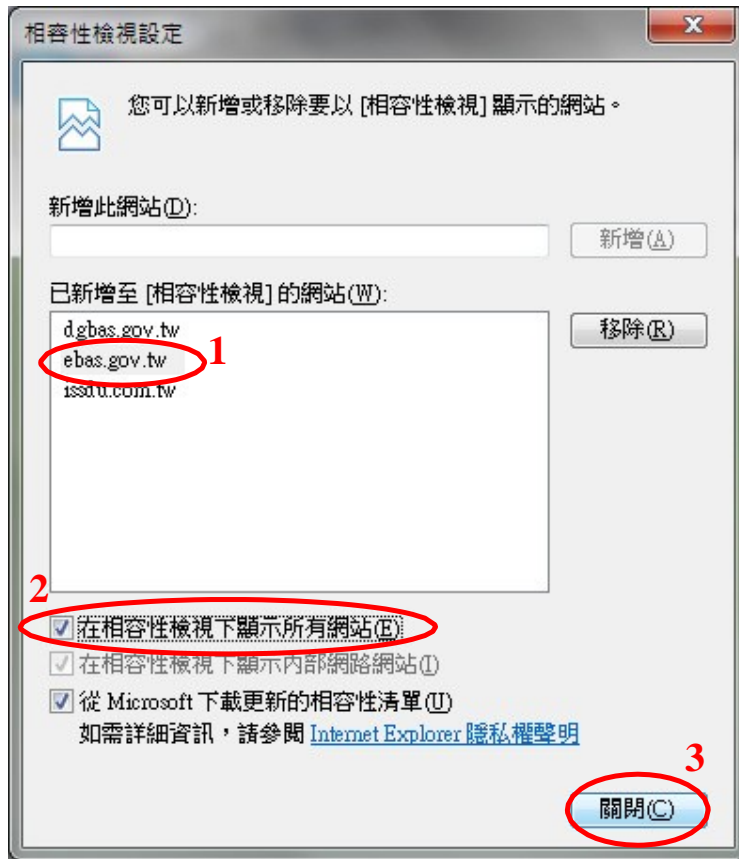 相容性檢視設定
您可以新增或移除要以 [相容性檢視] 顯示的網站。
新增此網站(D):
新增(A)
已新增至 [相容性檢視] 的網站(W):
dgbas.gov.tw
移除(R)
ebas.gov.tw
1
issdu.com.tw
2
在相容性檢視下顯示所有網站(E)
在相容性檢視下顯示內部網路網站(I)
從 Microsoft 下載更新的相容性清單(U)
如需詳細資訊，請參閱 Internet Explorer 隱私權聲明
3
關閉(C)